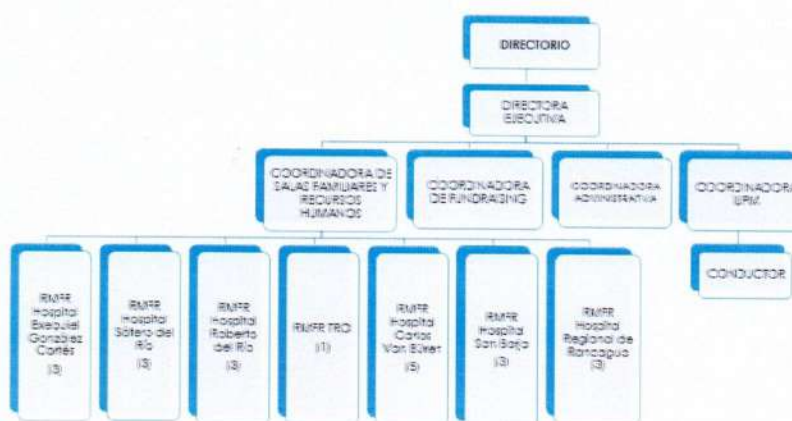 DIRECTORIO
DIRECTORA
EJECUTIVA
COORDINADORA DE
SALAS FAMILIARES Y
RECURSOS
HUMANOS
COORDINADORA
DE FUNDRAISING
COORDINADORA
ADMINISTRATIVA
COORDINADORA
UPM
CONDUCTOR
RMFR
Hospital
Exequiel
González
Cortés
(3)
RMFR
Hospital
Sótero del
Río
(3)
RMFR
Hospital
Roberto
del Río
(3)
RMFR TRO
(1)
RMFR
Hospital
Carlos
Van Büren
(5)
RMFR
Hospital
San Borja
(3)
RMFR
Hospital
Regional de
Rancagua
(3)